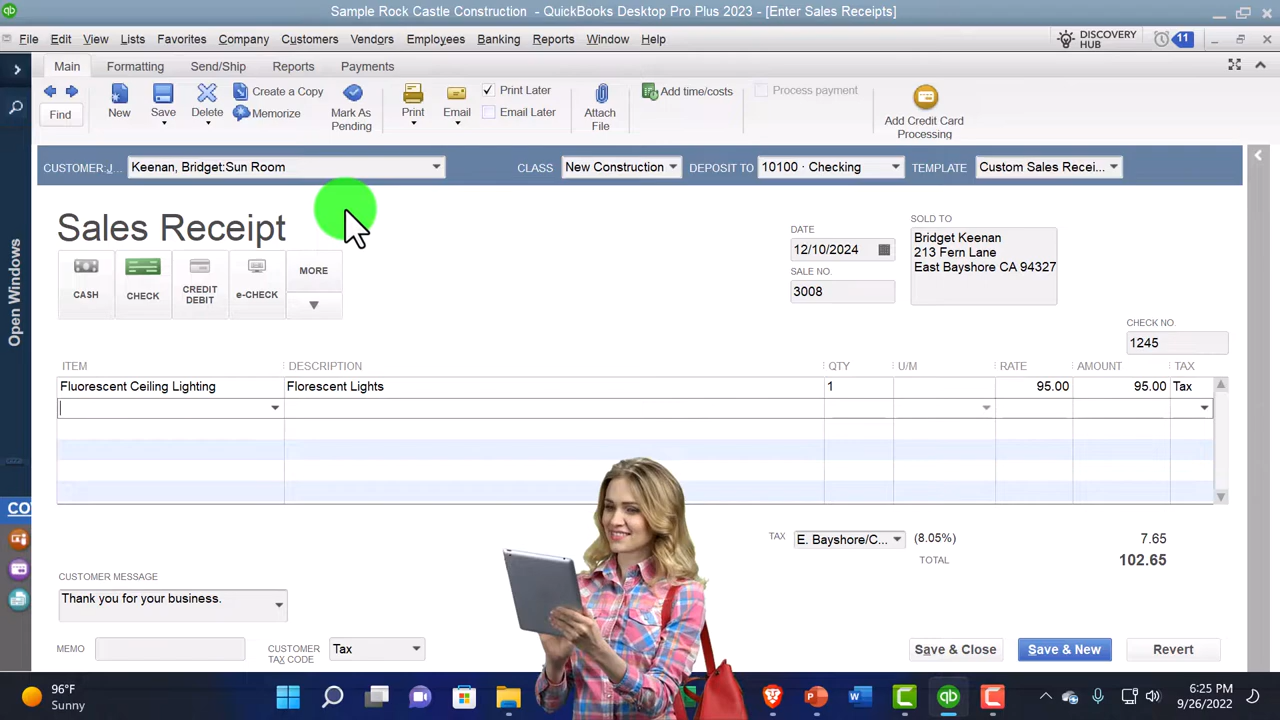 Sample Rock Castle Construction - QuickBooks Desktop Pro Plus 2023 - [Enter Sales Receipts]
File Edit View Lists Favorites Company Customers Vendors Employees Banking Reports Window Help
DISCOVERY HUB
11
Main Formatting Send/Ship Reports Payments
Find
New
Save
Delete
Create a Copy
Memorize
Mark As
Pending
Print
Email
Print Later
Email Later
Attach
File
Add time/costs
Process payment
Add Credit Card
Processing
CUSTOMER:J... Keenan, Bridget:Sun Room CLASS New Construction DEPOSIT TO 10100 · Checking TEMPLATE Custom Sales Recei...
Open Windows
Sales Receipt
DATE
12/10/2024
SALE NO.
3008
SOLD TO
Bridget Keenan
213 Fern Lane
East Bayshore CA 94327
CASH
CHECK
CREDIT
DEBIT
e-CHECK
MORE
CHECK NO.
1245
ITEM DESCRIPTION QTY U/M RATE AMOUNT TAX
Fluorescent Ceiling Lighting Florescent Lights 1 95.00 95.00 Tax
CO
TAX E. Bayshore/C... (8.05%) 7.65
TOTAL 102.65
CUSTOMER MESSAGE
Thank you for your business.
MEMO
CUSTOMER
TAX CODE
Tax
Save & Close Save & New Revert
96°F
Sunny
6:25 PM
9/26/2022